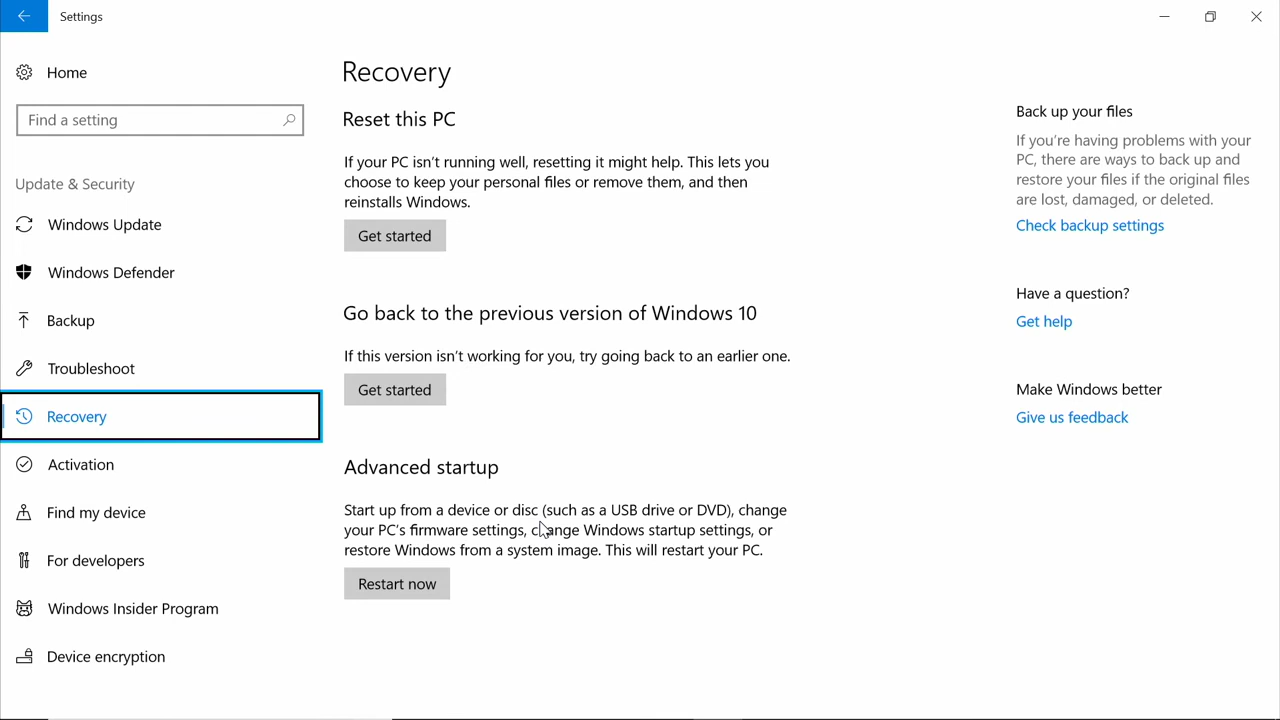 Settings
Home
Find a setting
Update & Security
Windows Update
Windows Defender
Backup
Troubleshoot
Recovery
Activation
Find my device
For developers
Windows Insider Program
Device encryption
Recovery
Reset this PC
If your PC isn't running well, resetting it might help. This lets you
choose to keep your personal files or remove them, and then
reinstalls Windows.
Get started
Go back to the previous version of Windows 10
If this version isn't working for you, try going back to an earlier one.
Get started
Advanced startup
Start up from a device or disc (such as a USB drive or DVD), change
your PC's firmware settings, change Windows startup settings, or
restore Windows from a system image. This will restart your PC.
Restart now
Back up your files
If you're having problems with your
PC, there are ways to back up and
restore your files if the original files
are lost, damaged, or deleted.
Check backup settings
Have a question?
Get help
Make Windows better
Give us feedback